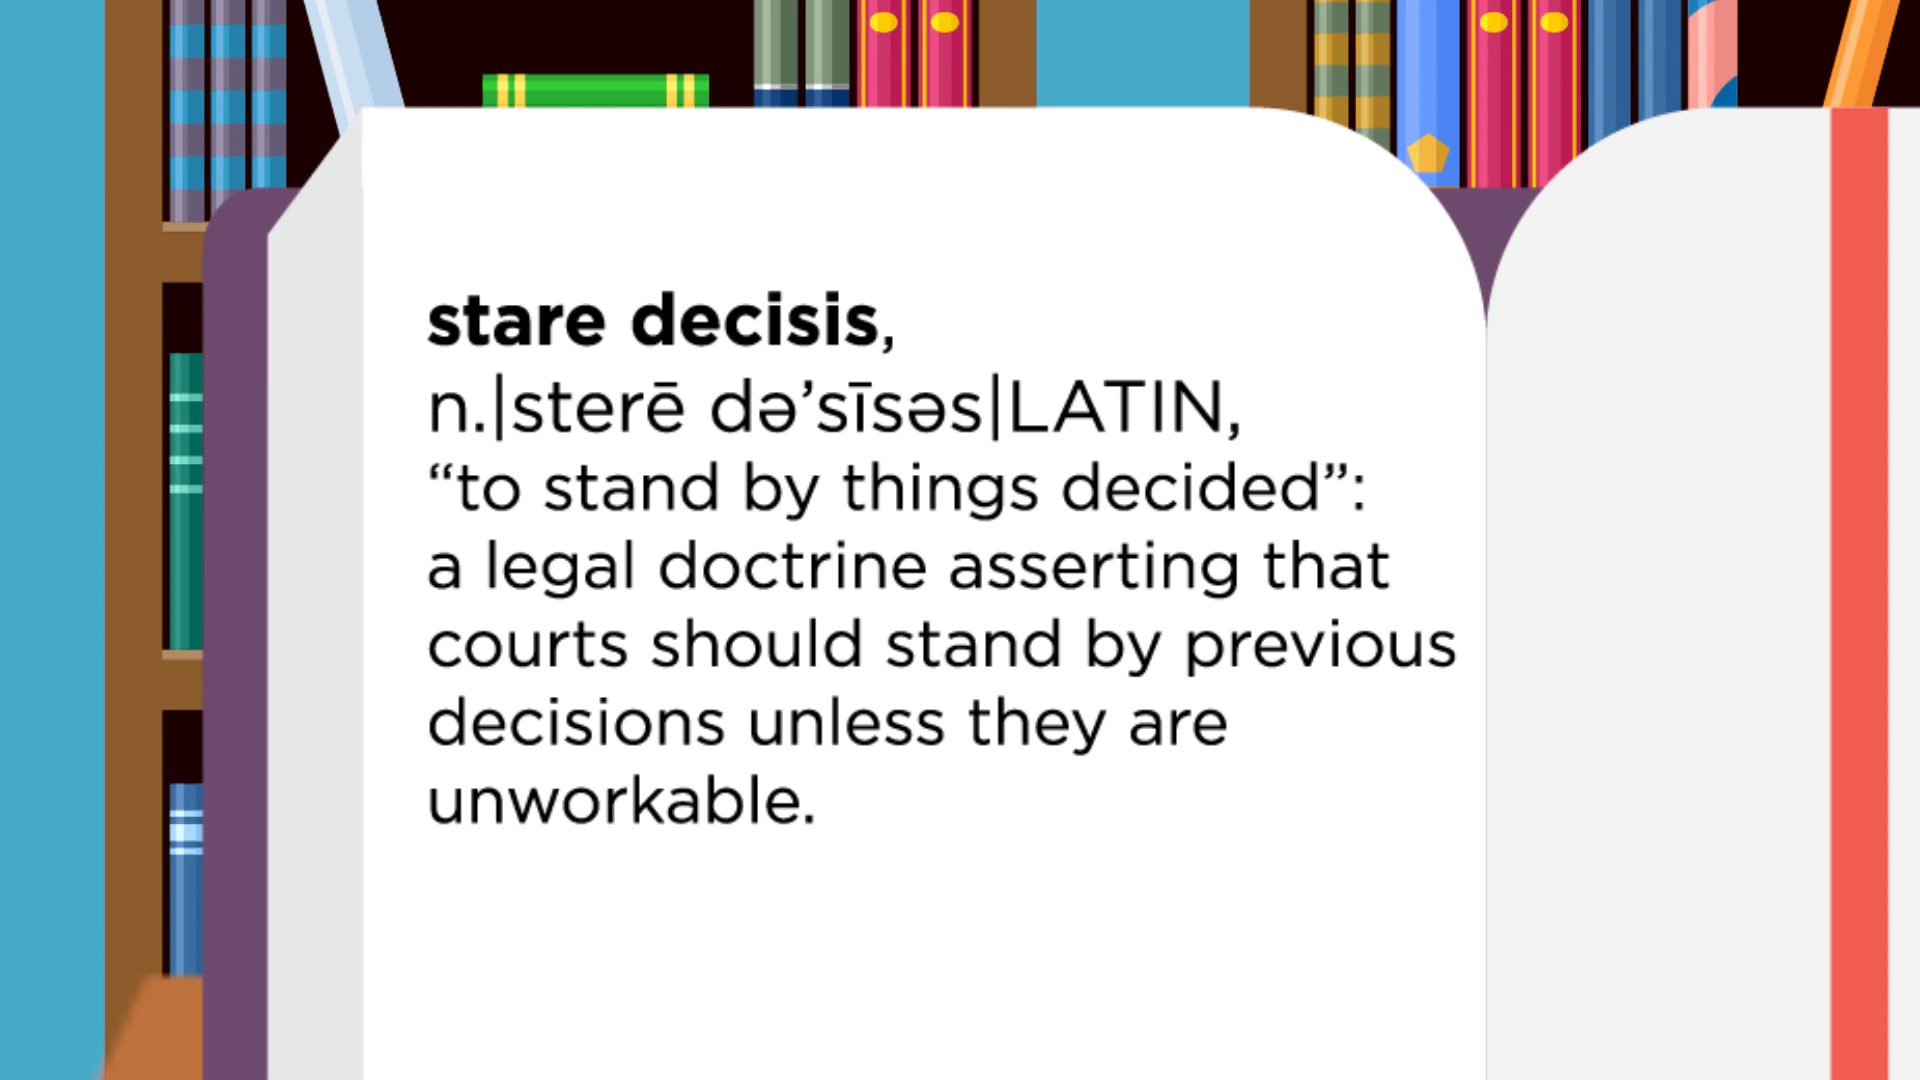 stare decisis,
n.|sterē də’sīsəs|LATIN,
“to stand by things decided”:
a legal doctrine asserting that
courts should stand by previous
decisions unless they are
unworkable.